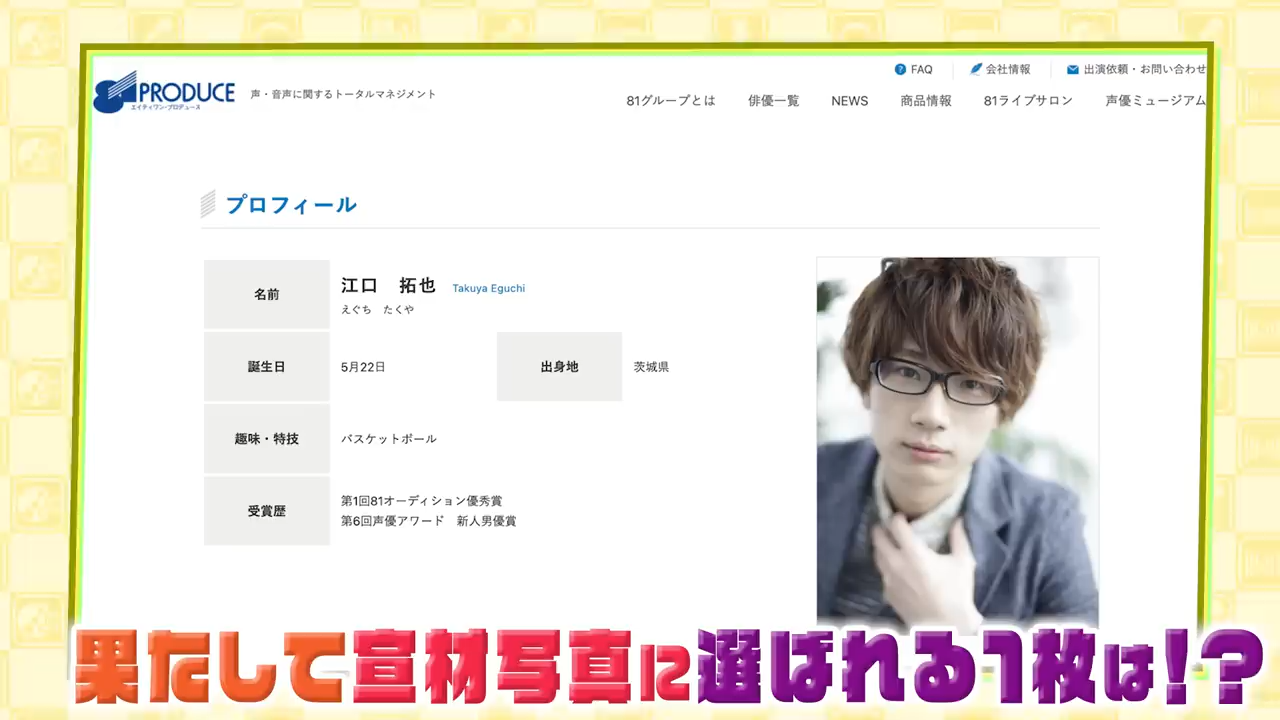 FAQ 会社情報 出演依頼・お問い合わせ
81PRODUCE 声・音声に関するトータルマネジメント
エイティワン・プロデュース
81グループとは 俳優一覧 NEWS 商品情報 81ライブサロン 声優ミュージアム
プロフィール
名前 江口 拓也 Takuya Eguchi
えぐち たくや
誕生日 5月22日 出身地 茨城県
趣味・特技 バスケットボール
受賞歴 第1回81オーディション優秀賞
第6回声優アワード 新人男優賞
果たして宣材写真に選ばれる1枚は!?